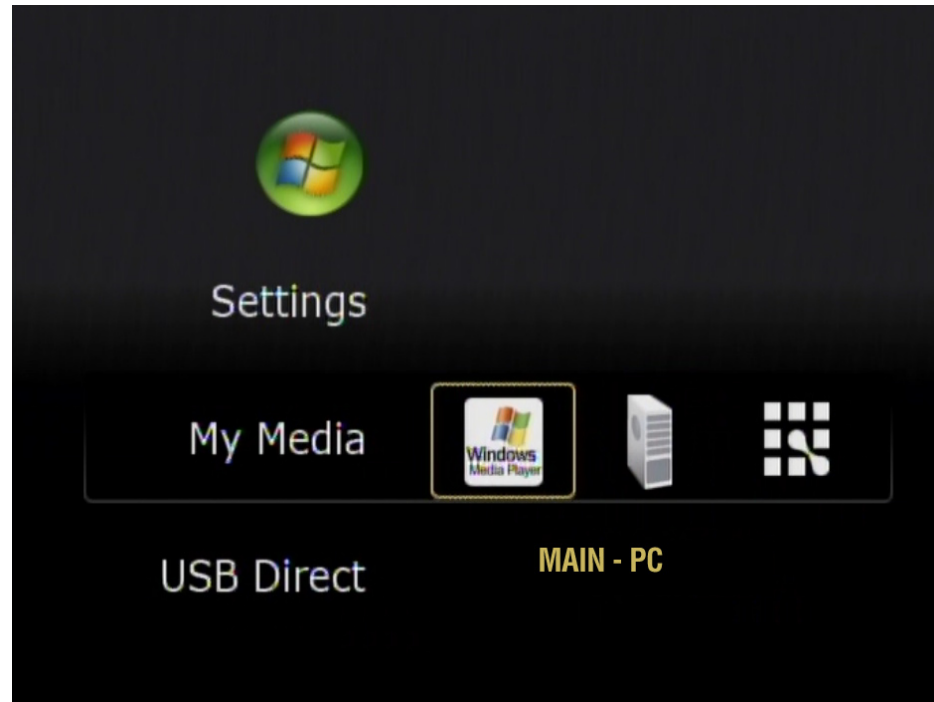 Settings
My Media
Windows
Media Player
USB Direct
MAIN - PC